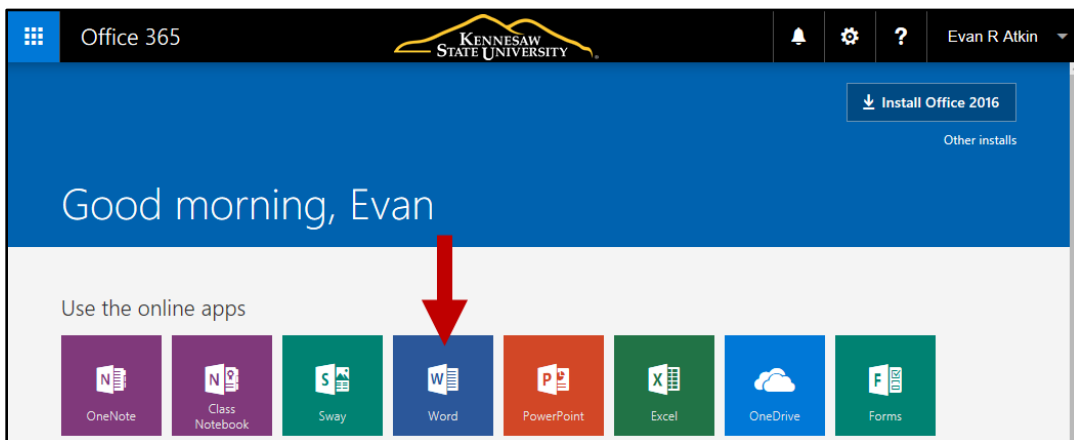 Office 365
KENNESAW
STATE UNIVERSITY
?
Evan R Atkin
Install Office 2016
Other installs
Good morning, Evan
Use the online apps
N
OneNote
N
Class
Notebook
S
Sway
W
Word
P
PowerPoint
X
Excel
OneDrive
F
Forms